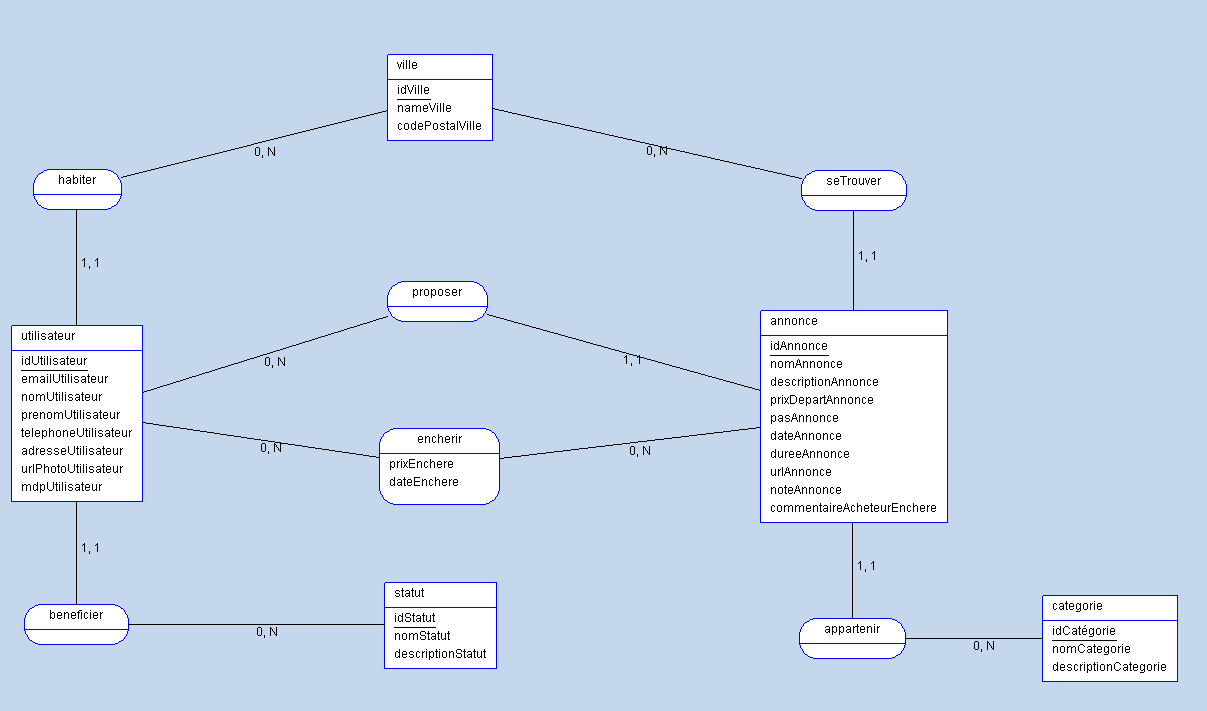 ville
idVille
nameVille
codePostalVille
0, N
0, N
habiter
seTrouver
1, 1
1, 1
proposer
0, N
1, 1
utilisateur
idUtilisateur
emailUtilisateur
nomUtilisateur
prenomUtilisateur
telephoneUtilisateur
adresseUtilisateur
urlPhotoUtilisateur
mdpUtilisateur
annonce
idAnnonce
nomAnnonce
descriptionAnnonce
prixDepartAnnonce
pasAnnonce
dateAnnonce
dureeAnnonce
urlAnnonce
noteAnnonce
commentaireAcheteurEnchere
0, N
encherir
prixEnchere
dateEnchere
0, N
1, 1
1, 1
beneficier
0, N
statut
idStatut
nomStatut
descriptionStatut
appartenir
0, N
categorie
idCatégorie
nomCategorie
descriptionCategorie